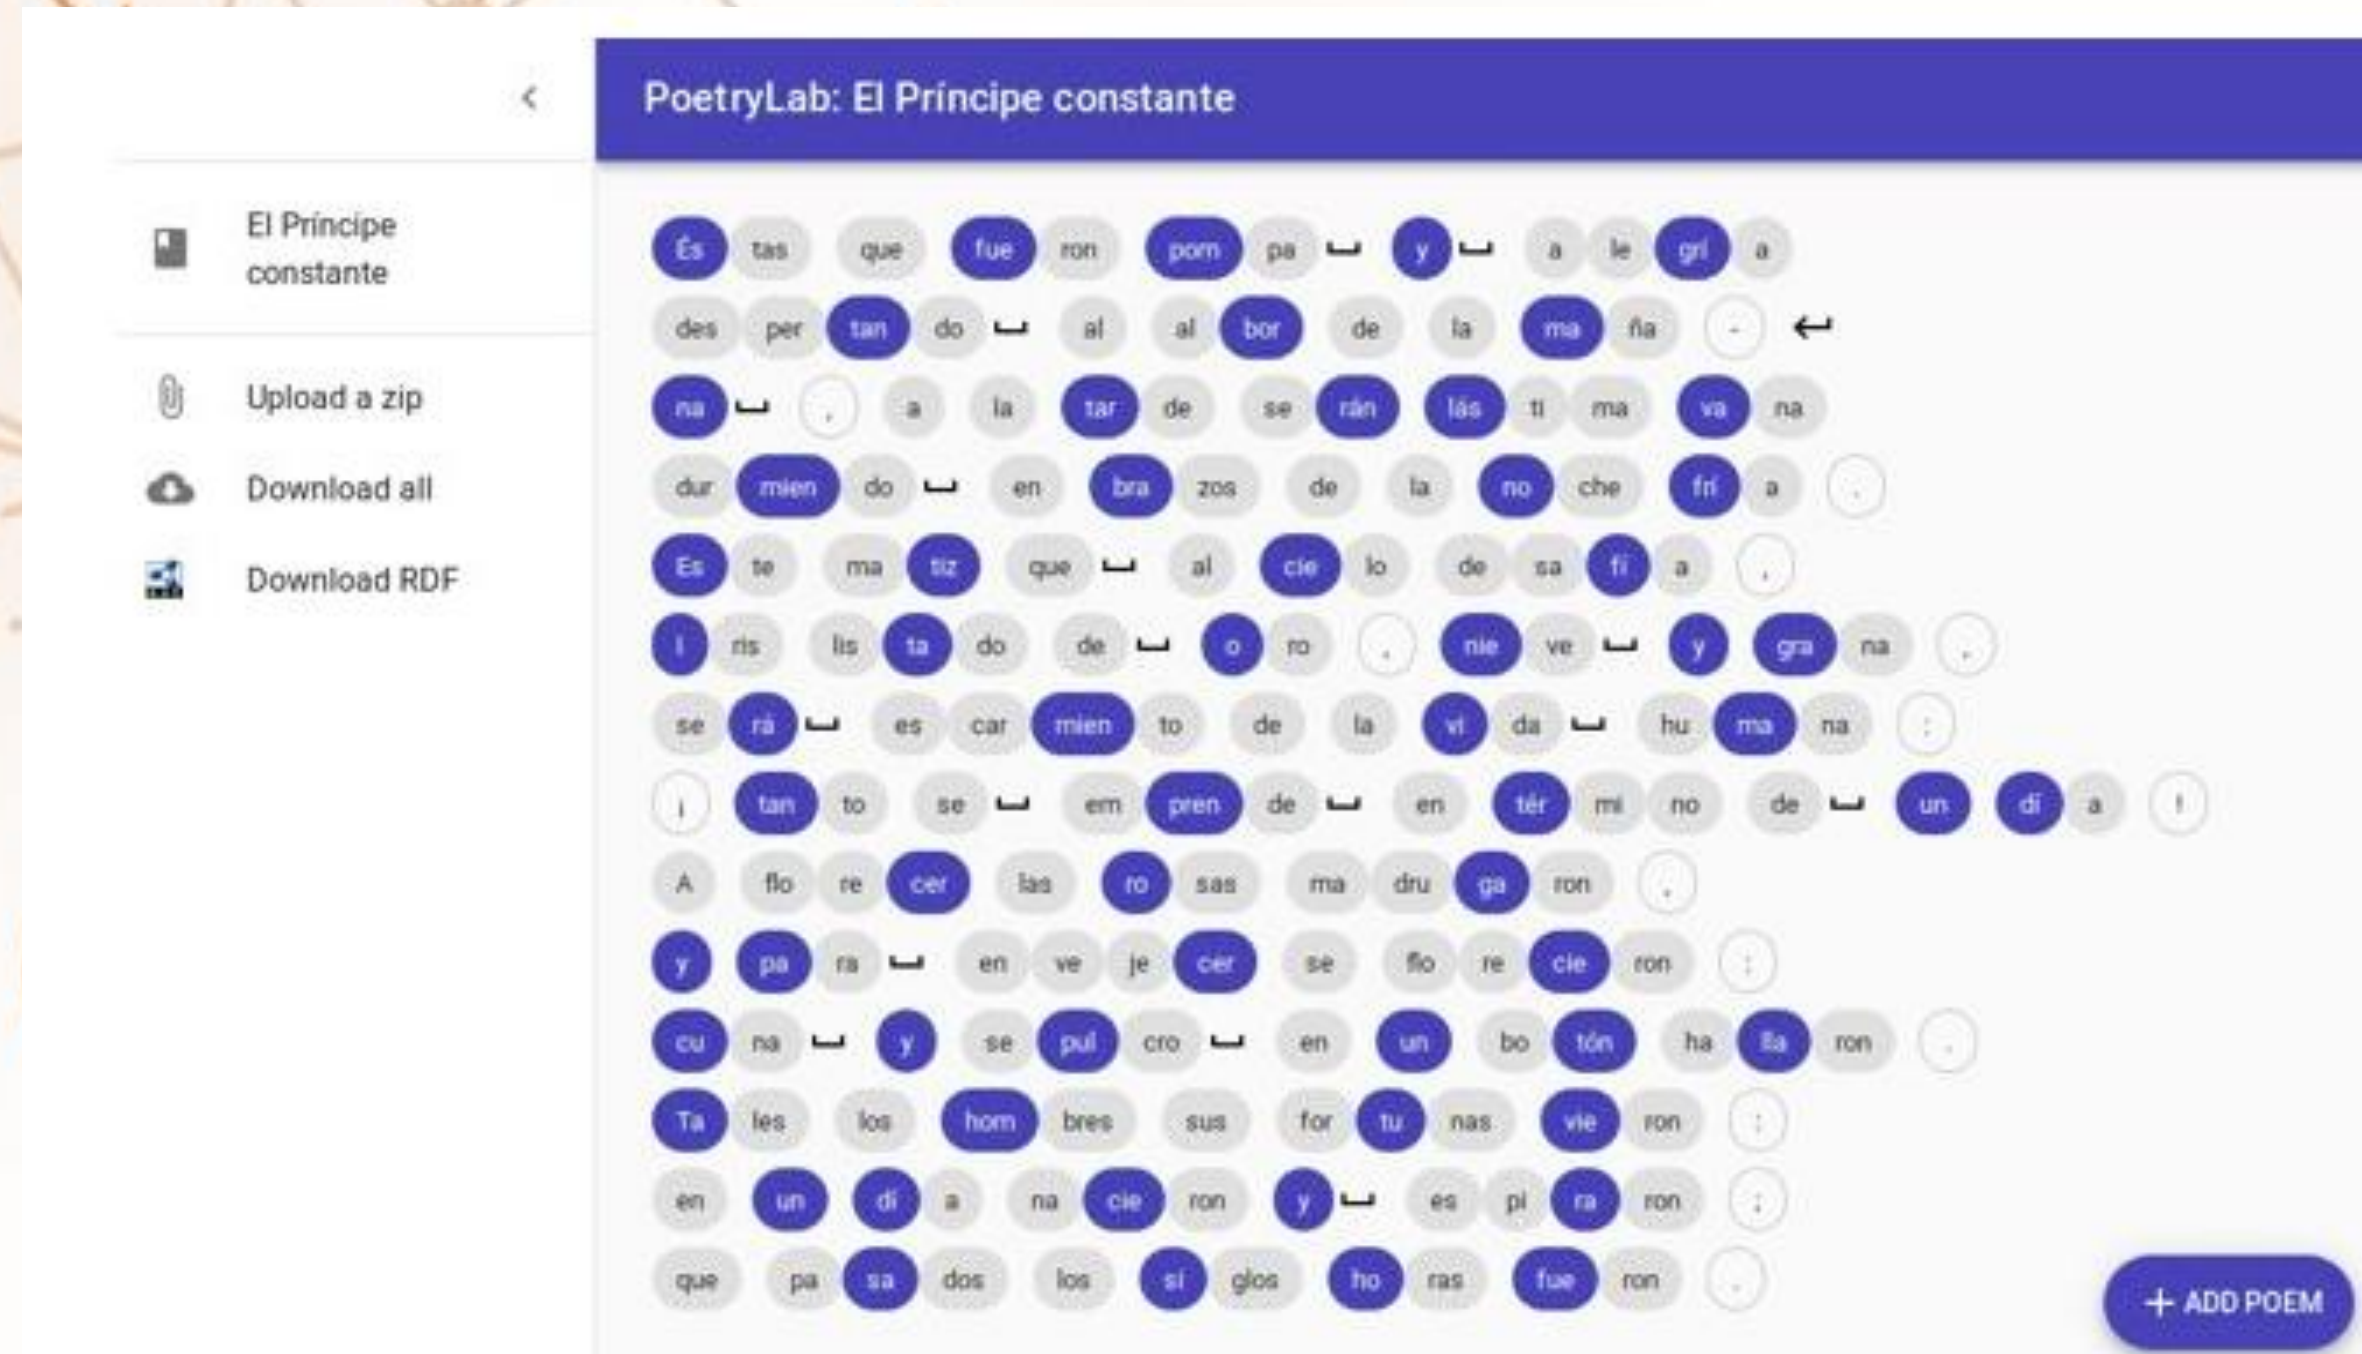 PoetryLab: El Príncipe constante
El Príncipe
constante
Upload a zip
Download all
Download RDF
És tas que fue ron pom pa y a le grí a
des per tan do al al bor de la ma ña -
na , a la tar de se rán lás ti ma va na
dur mien do en bra zos de la no che frí a .
Es te ma tiz que al cie lo de sa fí a ,
I ris lis ta do de o ro , nie ve y gra na ,
se rá es car mien to de la vi da hu ma na :
¡ tan to se em pren de en tér mi no de un dí a !
A flo re cer las ro sas ma dru ga ron ,
y pa ra en ve je cer se flo re cie ron :
cu na y se pul cro en un bo tón ha lla ron .
Ta les los hom bres sus for tu nas vie ron :
en un dí a na cie ron y es pi ra ron ;
que pa sa dos los si glos ho ras fue ron .
+ ADD POEM